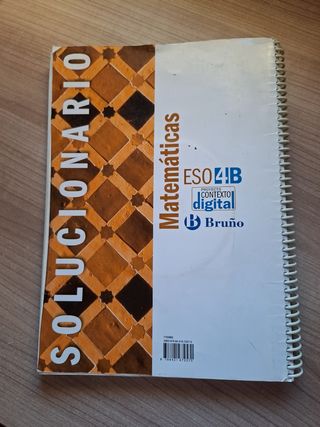 SOLUCIONARIO
Matemáticas
ESO 4B
PROYECTO
CONTEXTO
digital
Bruño